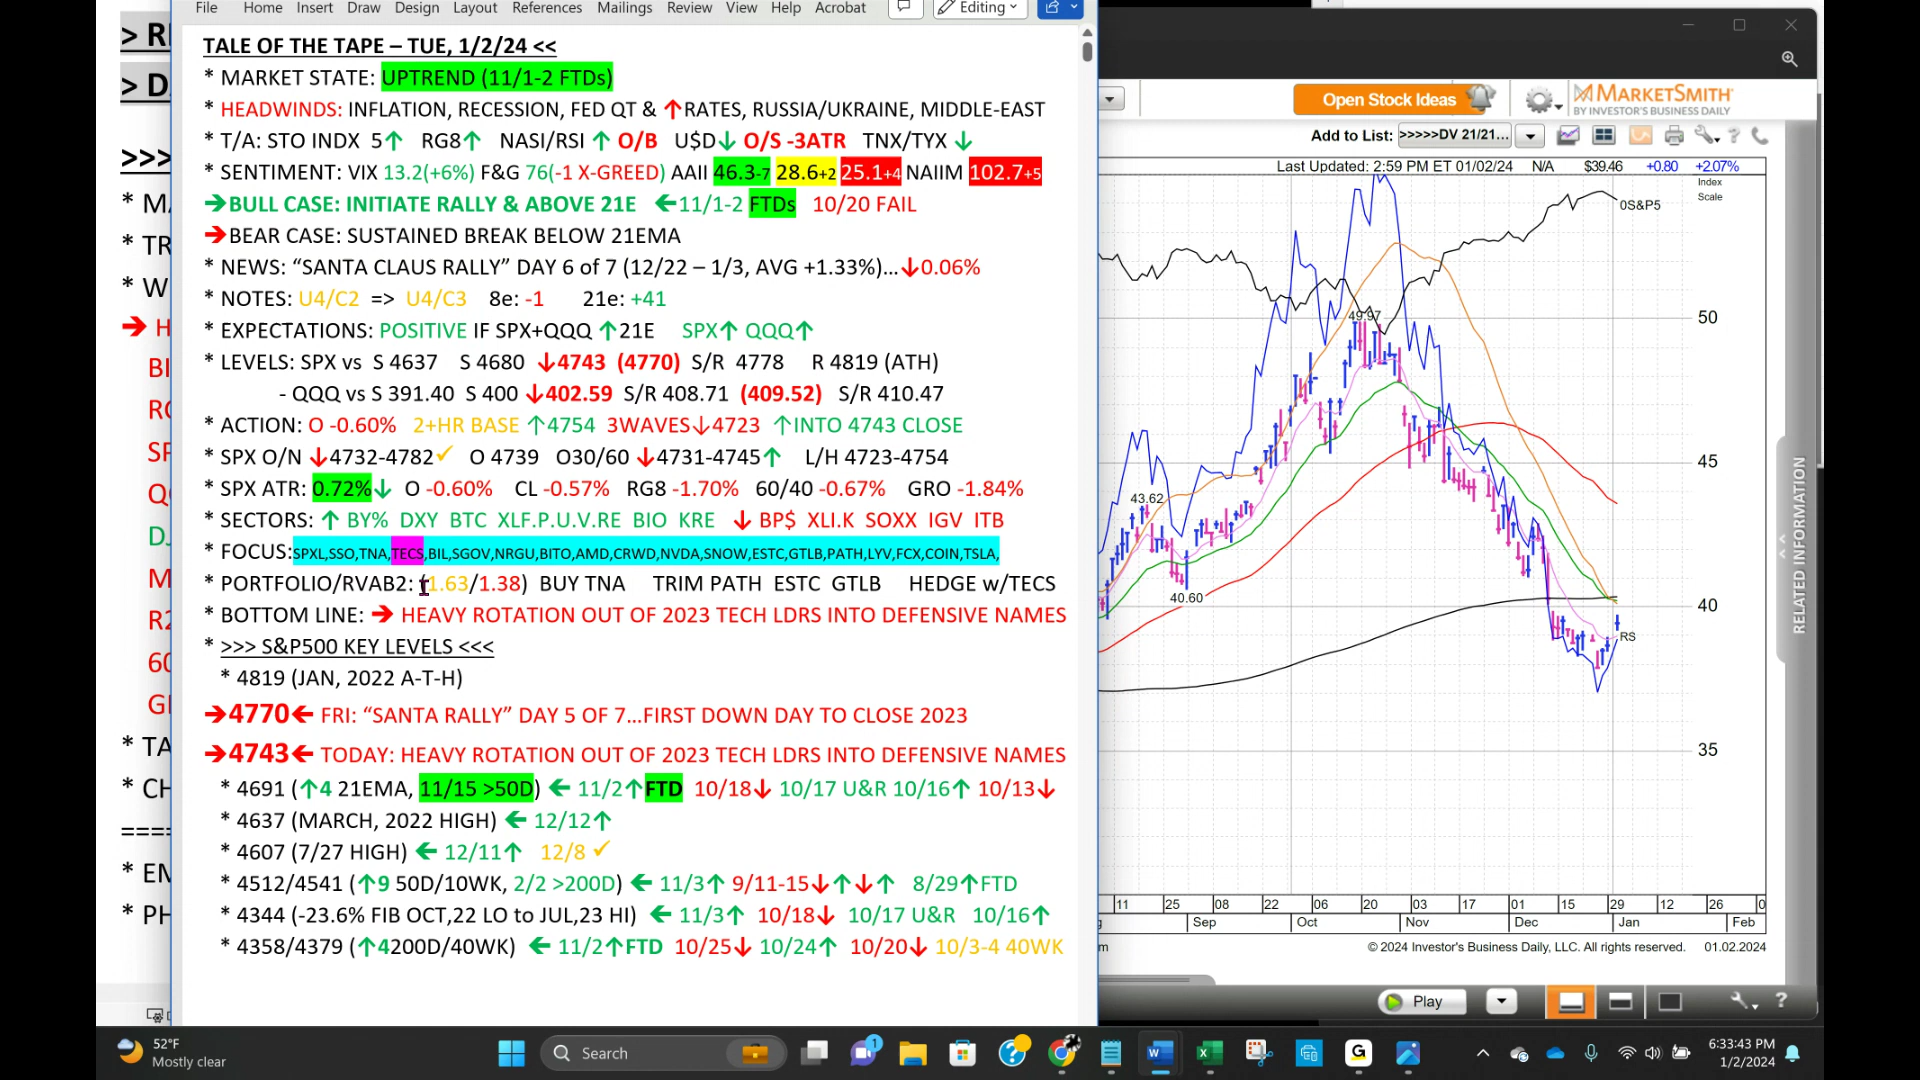 File Home Insert Draw Design Layout References Mailings Review View Help Acrobat Editing
TALE OF THE TAPE – TUE, 1/2/24 <<
* MARKET STATE: UPTREND (11/1-2 FTDs)
* HEADWINDS: INFLATION, RECESSION, FED QT & ↑RATES, RUSSIA/UKRAINE, MIDDLE-EAST
* T/A: STO INDX 5↑ RG8↑ NASI/RSI ↑ O/B U$D↓ O/S -3ATR TNX/TYX ↓
* SENTIMENT: VIX 13.2(+6%) F&G 76(-1 X-GREED) AAII 46.3-7 28.6+2 25.1+4 NAIIM 102.7+5
→BULL CASE: INITIATE RALLY & ABOVE 21E ←11/1-2 FTDs 10/20 FAIL
→BEAR CASE: SUSTAINED BREAK BELOW 21EMA
* NEWS: “SANTA CLAUS RALLY” DAY 6 of 7 (12/22 – 1/3, AVG +1.33%)…↓0.06%
* NOTES: U4/C2 => U4/C3 8e: -1 21e: +41
* EXPECTATIONS: POSITIVE IF SPX+QQQ ↑21E SPX↑ QQQ↑
* LEVELS: SPX vs S 4637 S 4680 ↓4743 (4770) S/R 4778 R 4819 (ATH)
- QQQ vs S 391.40 S 400 ↓402.59 S/R 408.71 (409.52) S/R 410.47
* ACTION: O -0.60% 2+HR BASE ↑4754 3WAVES↓4723 ↑INTO 4743 CLOSE
* SPX O/N ↓4732-4782✓ O 4739 O30/60 ↓4731-4745↑ L/H 4723-4754
* SPX ATR: 0.72%↓ O -0.60% CL -0.57% RG8 -1.70% 60/40 -0.67% GRO -1.84%
* SECTORS: ↑ BY% DXY BTC XLF.P.U.V.RE BIO KRE ↓ BP$ XLI.K SOXX IGV ITB
* FOCUS:SPXL,SSO,TNA,TECS,BIL,SGOV,NRGU,BITO,AMD,CRWD,NVDA,SNOW,ESTC,GTLB,PATH,LYV,FCX,COIN,TSLA,
* PORTFOLIO/RVAB2: (1.63/1.38) BUY TNA TRIM PATH ESTC GTLB HEDGE w/TECS
* BOTTOM LINE: → HEAVY ROTATION OUT OF 2023 TECH LDRS INTO DEFENSIVE NAMES
* >>> S&P500 KEY LEVELS <<<
* 4819 (JAN, 2022 A-T-H)
→4770← FRI: “SANTA RALLY” DAY 5 OF 7…FIRST DOWN DAY TO CLOSE 2023
→4743← TODAY: HEAVY ROTATION OUT OF 2023 TECH LDRS INTO DEFENSIVE NAMES
* 4691 (↑4 21EMA, 11/15 >50D) ← 11/2↑FTD 10/18↓ 10/17 U&R 10/16↑ 10/13↓
* 4637 (MARCH, 2022 HIGH) ← 12/12↑
* 4607 (7/27 HIGH) ← 12/11↑ 12/8 ✓
* 4512/4541 (↑9 50D/10WK, 2/2 >200D) ← 11/3↑ 9/11-15↓↑↓↑ 8/29↑FTD
* 4344 (-23.6% FIB OCT,22 LO to JUL,23 HI) ← 11/3↑ 10/18↓ 10/17 U&R 10/16↑
* 4358/4379 (↑4200D/40WK) ← 11/2↑FTD 10/25↓ 10/24↑ 10/20↓ 10/3-4 40WK
Open Stock Ideas
MARKETSMITH
BY INVESTOR'S BUSINESS DAILY
Add to List: >>>>>DV 21/21...
Last Updated: 2:59 PM ET 01/02/24 N/A $39.46 +0.80 +2.07%
Index
Scale
0S&P5
49.97
50
45
43.62
40.60
40
RS
35
RELATED INFORMATION
11 25 08 22 06 20 03 17 01 15 29 12 26
Sep Oct Nov Dec Jan Feb
© 2024 Investor's Business Daily, LLC. All rights reserved. 01.02.2024
Play
> D
>>>
* TR
* W
→ H
* TA
* CH
* EM
* PH
52°F
Mostly clear
Search
1
6:33:43 PM
1/2/2024